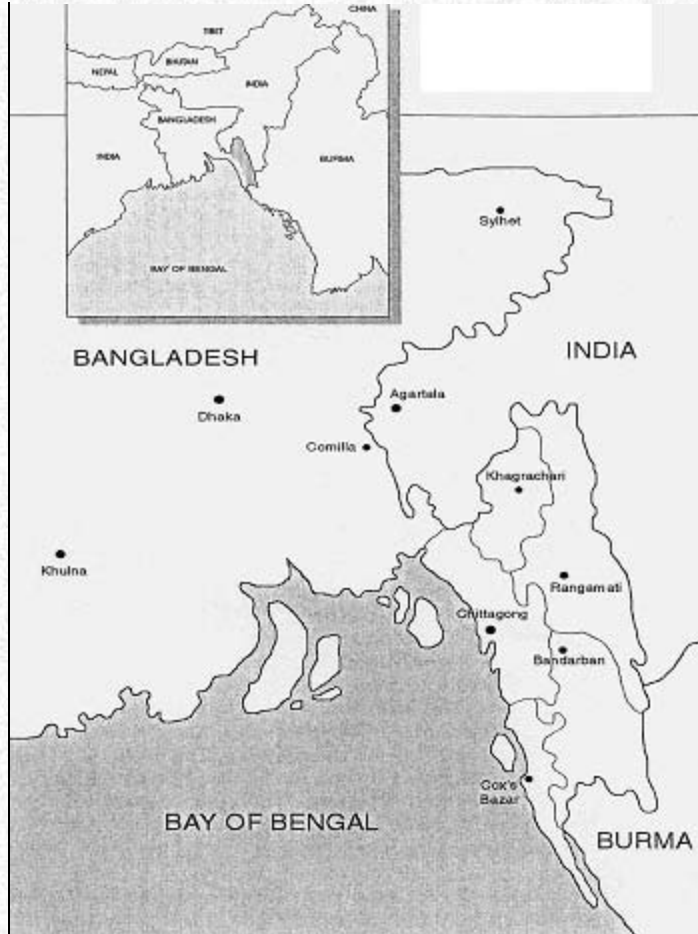 CHINA
TIBET
BHUTAN
NEPAL
INDIA
BANGLADESH
INDIA
BURMA
BAY OF BENGAL
Sylhet
BANGLADESH
INDIA
Agartala
Dhaka
Comilla
Khagrachari
Khulna
Rangamati
Chittagong
Bandarban
Cox's
Bazar
BAY OF BENGAL
BURMA